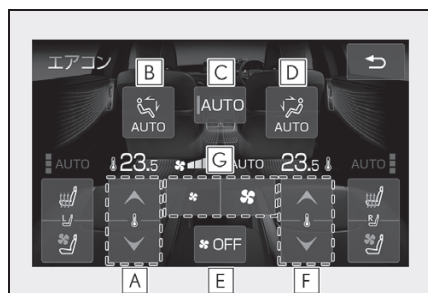 エアコン
B C D
AUTO
AUTO AUTO
G
AUTO 23.5 AUTO 23.5 AUTO
L R
OFF
A E F